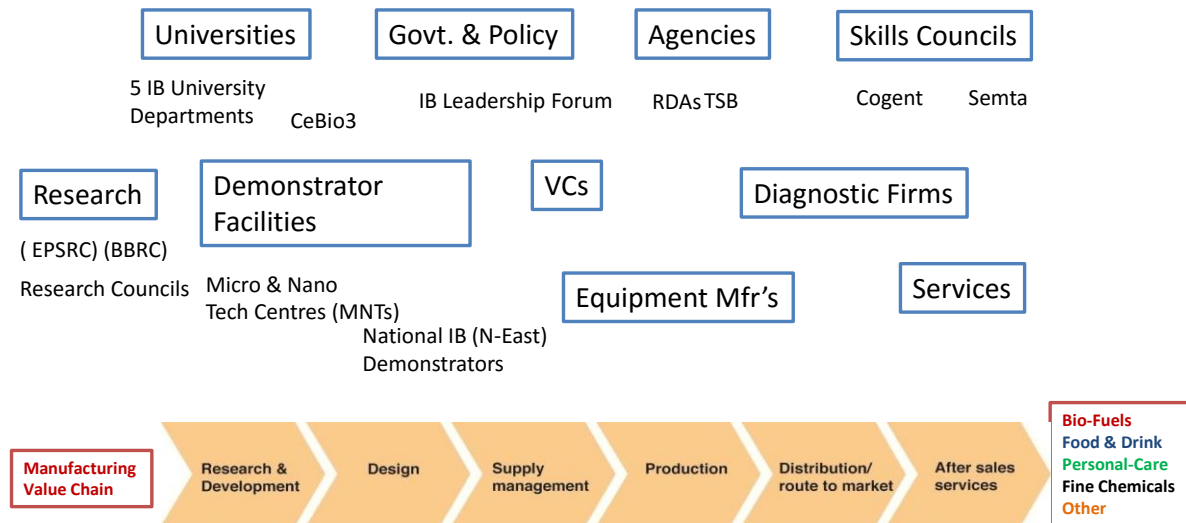 Universities
Govt. & Policy
Agencies
Skills Councils
5 IB University
Departments
CeBio3
IB Leadership Forum
RDAs TSB
Cogent
Semta
Research
Demonstrator
Facilities
VCs
Diagnostic Firms
( EPSRC) (BBRC)
Research Councils
Micro & Nano
Tech Centres (MNTs)
Equipment Mfr's
Services
National IB (N-East)
Demonstrators
Manufacturing
Value Chain
Research &
Development
Design
Supply
management
Production
Distribution/
route to market
After sales
services
Bio-Fuels
Food & Drink
Personal-Care
Fine Chemicals
Other